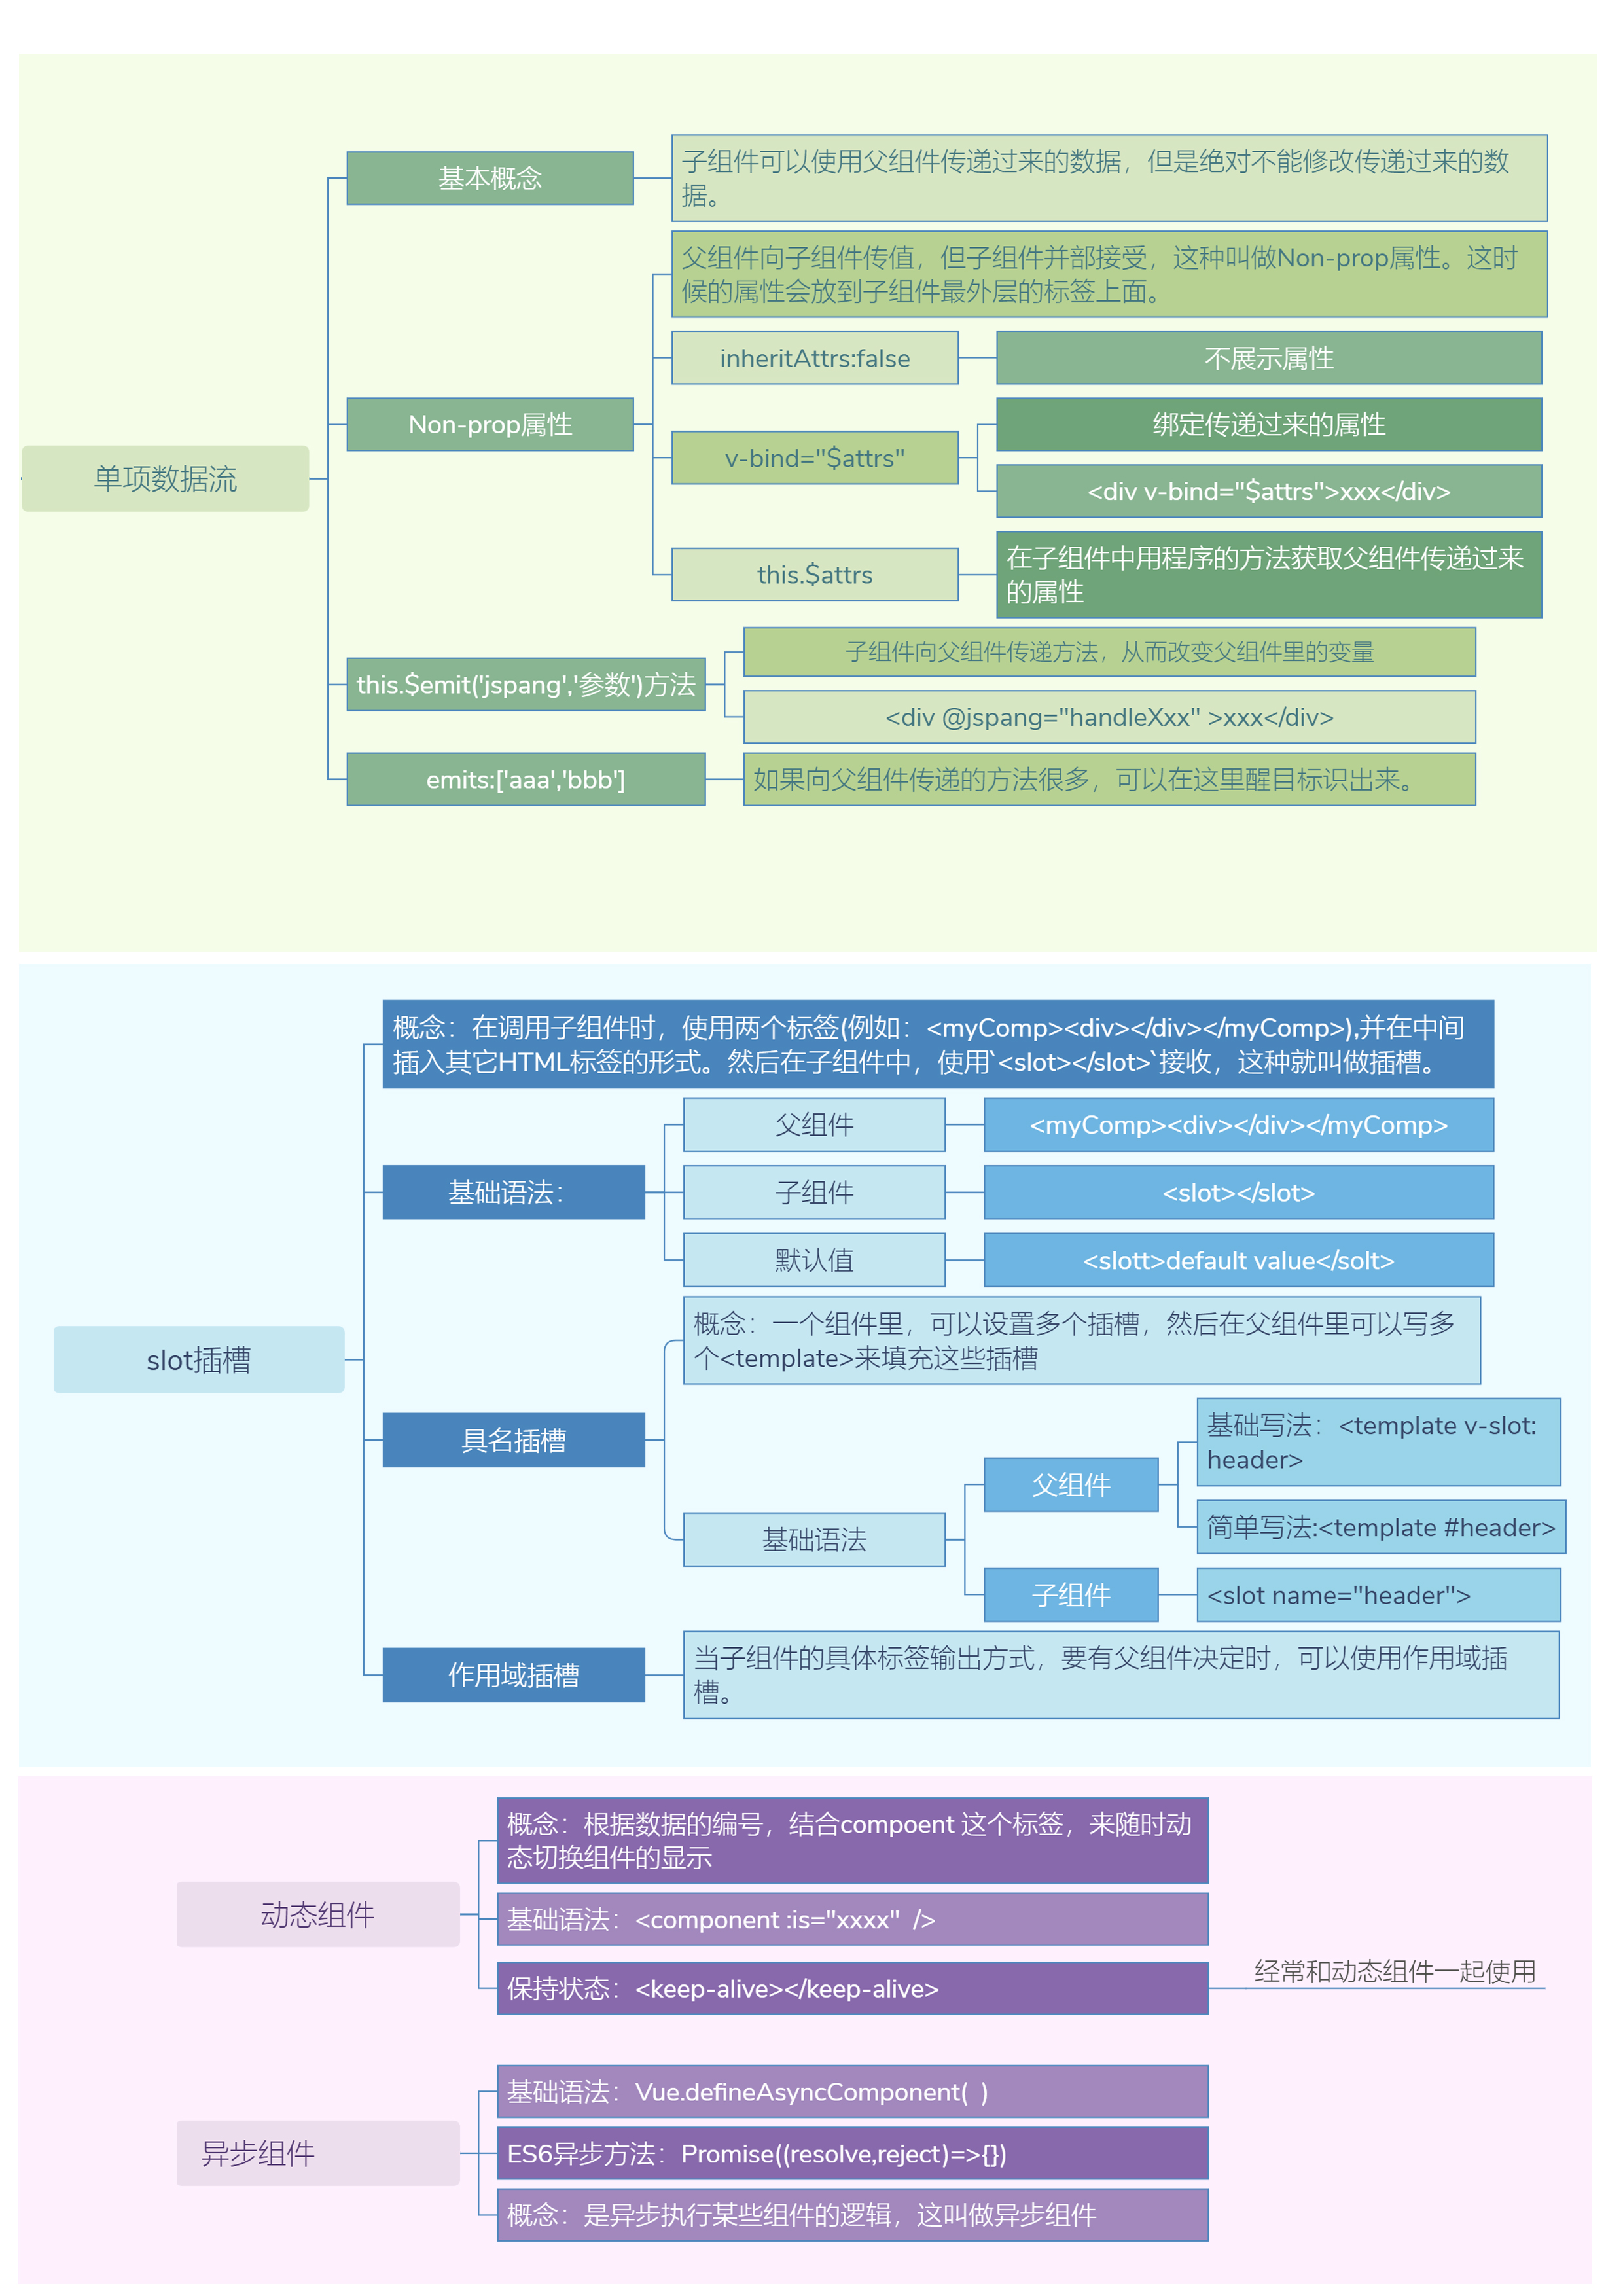 单项数据流
基本概念
子组件可以使用父组件传递过来的数据，但是绝对不能修改传递过来的数
据。
Non-prop属性
父组件向子组件传值，但子组件并部接受，这种叫做Non-prop属性。这时
候的属性会放到子组件最外层的标签上面。
inheritAttrs:false
不展示属性
v-bind="$attrs"
绑定传递过来的属性
<div v-bind="$attrs">xxx</div>
this.$attrs
在子组件中用程序的方法获取父组件传递过来
的属性
this.$emit('jspang','参数')方法
子组件向父组件传递方法，从而改变父组件里的变量
<div @jspang="handleXxx" >xxx</div>
emits:['aaa','bbb']
如果向父组件传递的方法很多，可以在这里醒目标识出来。
slot插槽
概念：在调用子组件时，使用两个标签(例如：<myComp><div></div></myComp>),并在中间
插入其它HTML标签的形式。然后在子组件中，使用`<slot></slot>`接收，这种就叫做插槽。
基础语法：
父组件
<myComp><div></div></myComp>
子组件
<slot></slot>
默认值
<slott>default value</solt>
具名插槽
概念：一个组件里，可以设置多个插槽，然后在父组件里可以写多
个<template>来填充这些插槽
基础语法
父组件
基础写法：<template v-slot:
header>
简单写法:<template #header>
子组件
<slot name="header">
作用域插槽
当子组件的具体标签输出方式，要有父组件决定时，可以使用作用域插
槽。
动态组件
概念：根据数据的编号，结合compoent 这个标签，来随时动
态切换组件的显示
基础语法：<component :is="xxxx"  />
保持状态：<keep-alive></keep-alive>
经常和动态组件一起使用
异步组件
基础语法：Vue.defineAsyncComponent(  )
ES6异步方法：Promise((resolve,reject)=>{})
概念：是异步执行某些组件的逻辑，这叫做异步组件